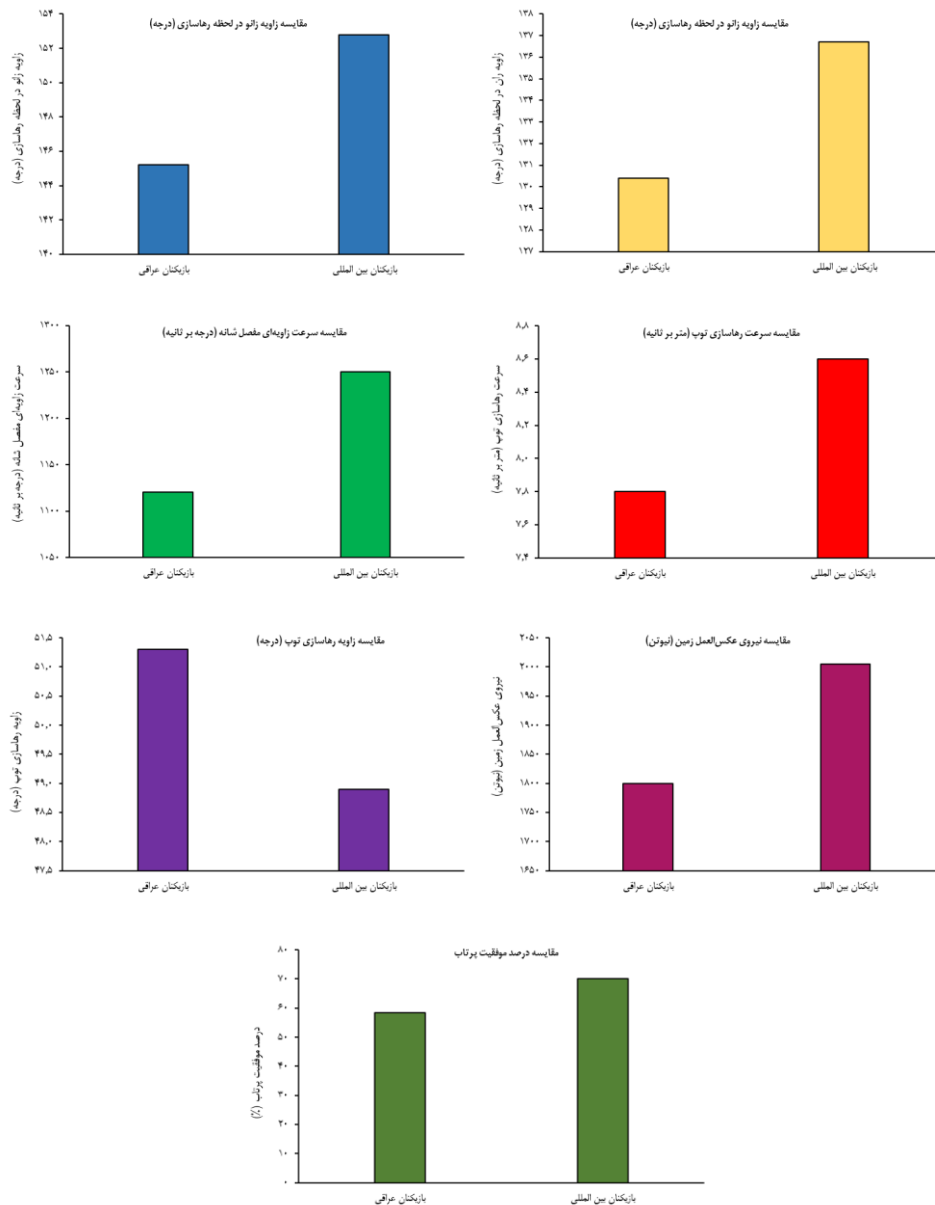 مقایسه زاویه زانو در لحظه رهاسازی (درجه)
زاویه زانو در لحظه رهاسازی (درجه)
۱۵۴
۱۵۲
۱۵۰
۱۴۸
۱۴۶
۱۴۴
۱۴۲
۱۴۰
بازیکنان عراقی
بازیکنان بین المللی
مقایسه زاویه زانو در لحظه رهاسازی (درجه)
زاویه ران در لحظه رهاسازی (درجه)
۱۳۸
۱۳۷
۱۳۶
۱۳۵
۱۳۴
۱۳۳
۱۳۲
۱۳۱
۱۳۰
۱۲۹
۱۲۸
۱۲۷
بازیکنان عراقی
بازیکنان بین المللی
مقایسه سرعت زاویه‌ای مفصل شانه (درجه بر ثانیه)
سرعت زاویه‌ای مفصل شانه (درجه بر ثانیه)
۱۳۰۰
۱۲۵۰
۱۲۰۰
۱۱۵۰
۱۱۰۰
۱۰۵۰
بازیکنان عراقی
بازیکنان بین المللی
مقایسه سرعت رهاسازی توپ (متر بر ثانیه)
سرعت رهاسازی توپ (متر بر ثانیه)
۸٫۸
۸٫۶
۸٫۴
۸٫۲
۸٫۰
۷٫۸
۷٫۶
۷٫۴
بازیکنان عراقی
بازیکنان بین المللی
مقایسه زاویه رهاسازی توپ (درجه)
زاویه رهاسازی توپ (درجه)
۵۱٫۵
۵۱٫۰
۵۰٫۵
۵۰٫۰
۴۹٫۵
۴۹٫۰
۴۸٫۵
۴۸٫۰
۴۷٫۵
بازیکنان عراقی
بازیکنان بین المللی
مقایسه نیروی عکس‌العمل زمین (نیوتن)
نیروی عکس‌العمل زمین (نیوتن)
۲۰۵۰
۲۰۰۰
۱۹۵۰
۱۹۰۰
۱۸۵۰
۱۸۰۰
۱۷۵۰
۱۷۰۰
۱۶۵۰
بازیکنان عراقی
بازیکنان بین المللی
مقایسه درصد موفقیت پرتاب
درصد موفقیت پرتاب (٪)
۸۰
۷۰
۶۰
۵۰
۴۰
۳۰
۲۰
۱۰
۰
بازیکنان عراقی
بازیکنان بین المللی